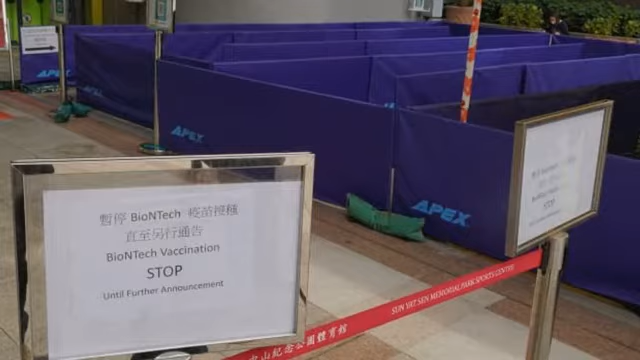 暫停 BioNTech 疫苗接種
直至另行通告
BioNTech Vaccination
STOP
Until Further Announcement
APEX
APEX
STOP
中山紀念公園體育館
SUN YAT SEN MEMORIAL PARK SPORTS CENTRE